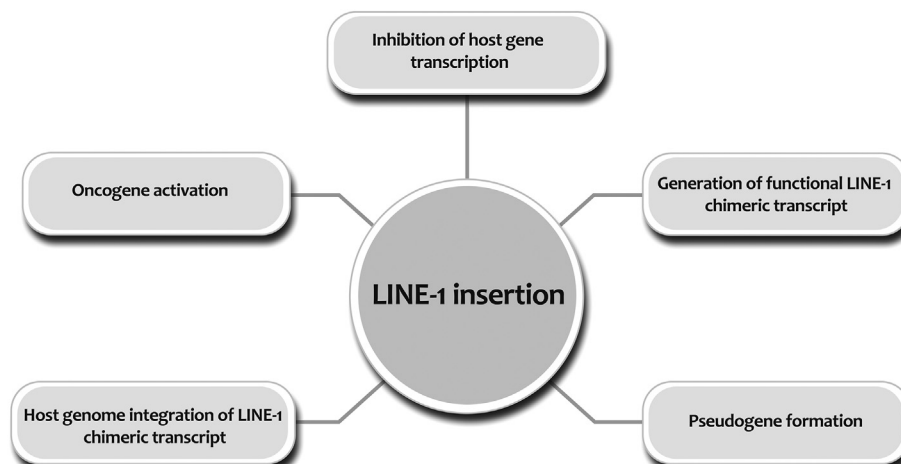 Inhibition of host gene
transcription
Oncogene activation
Generation of functional LINE-1
chimeric transcript
LINE-1 insertion
Host genome integration of LINE-1
chimeric transcript
Pseudogene formation